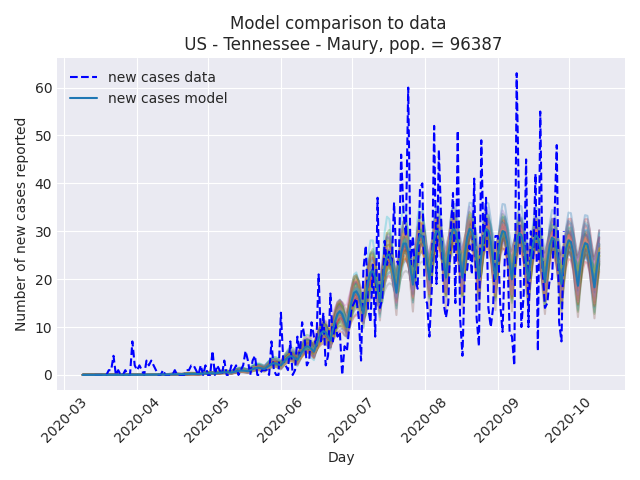 Model comparison to data
US - Tennessee - Maury, pop. = 96387
new cases data
new cases model
Number of new cases reported
60
50
40
30
20
10
0
2020-03
2020-04
2020-05
2020-06
2020-07
2020-08
2020-09
2020-10
Day